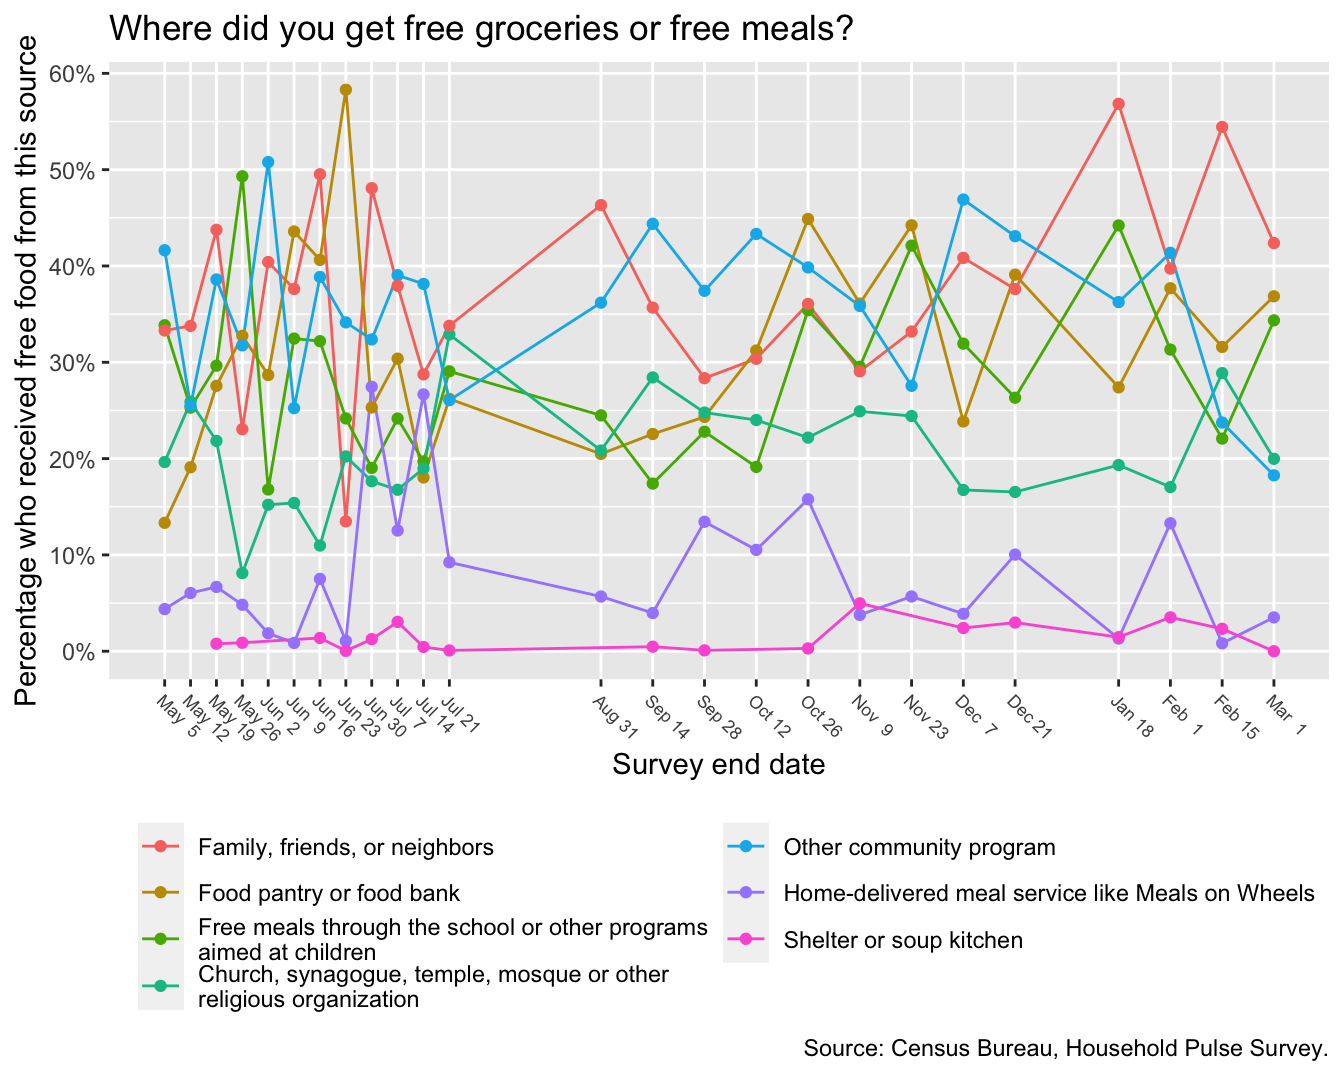 Where did you get free groceries or free meals?
Percentage who received free food from this source
60%
50%
40%
30%
20%
10%
0%
May 5
May 12
May 19
May 26
Jun 2
Jun 9
Jun 16
Jun 23
Jun 30
Jul 7
Jul 14
Jul 21
Aug 31
Sep 14
Sep 28
Oct 12
Oct 26
Nov 9
Nov 23
Dec 7
Dec 21
Jan 18
Feb 1
Feb 15
Mar 1
Survey end date
Family, friends, or neighbors
Food pantry or food bank
Free meals through the school or other programs
aimed at children
Church, synagogue, temple, mosque or other
religious organization
Other community program
Home-delivered meal service like Meals on Wheels
Shelter or soup kitchen
Source: Census Bureau, Household Pulse Survey.